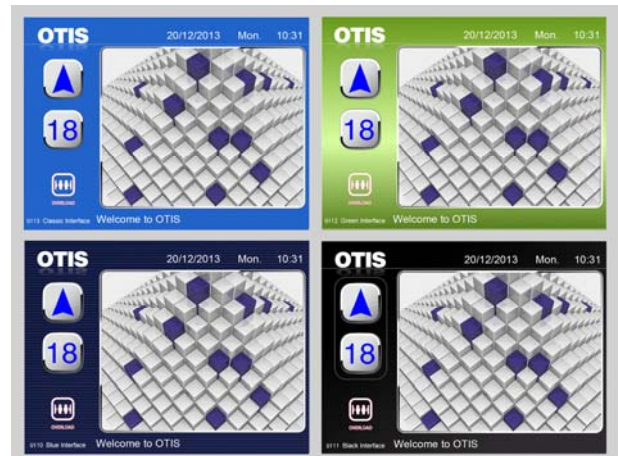 OTIS 20/12/2013 Mon. 10:31
18
OVERLOAD
0113 Classic Interface Welcome to OTIS
OTIS 20/12/2013 Mon. 10:31
18
OVERLOAD
0112 Green Interface Welcome to OTIS
OTIS 20/12/2013 Mon. 10:31
18
OVERLOAD
0110 Blue Interface Welcome to OTIS
OTIS 20/12/2013 Mon. 10:31
18
OVERLOAD
0111 Black Interface Welcome to OTIS